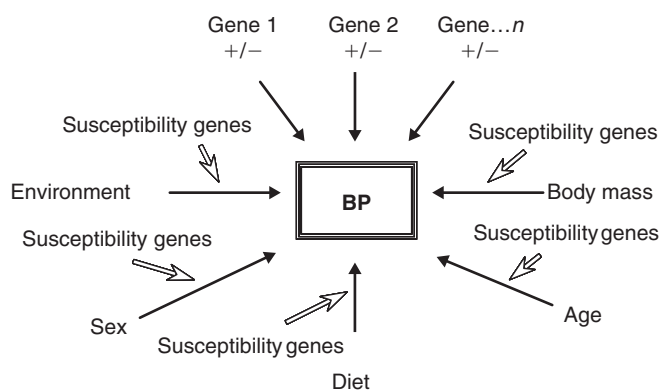 Gene 1 Gene 2 Gene…n
+/− +/− +/−
Susceptibility genes Susceptibility genes
Environment BP Body mass
Susceptibility genes Susceptibility genes
Sex Age
Susceptibility genes
Diet